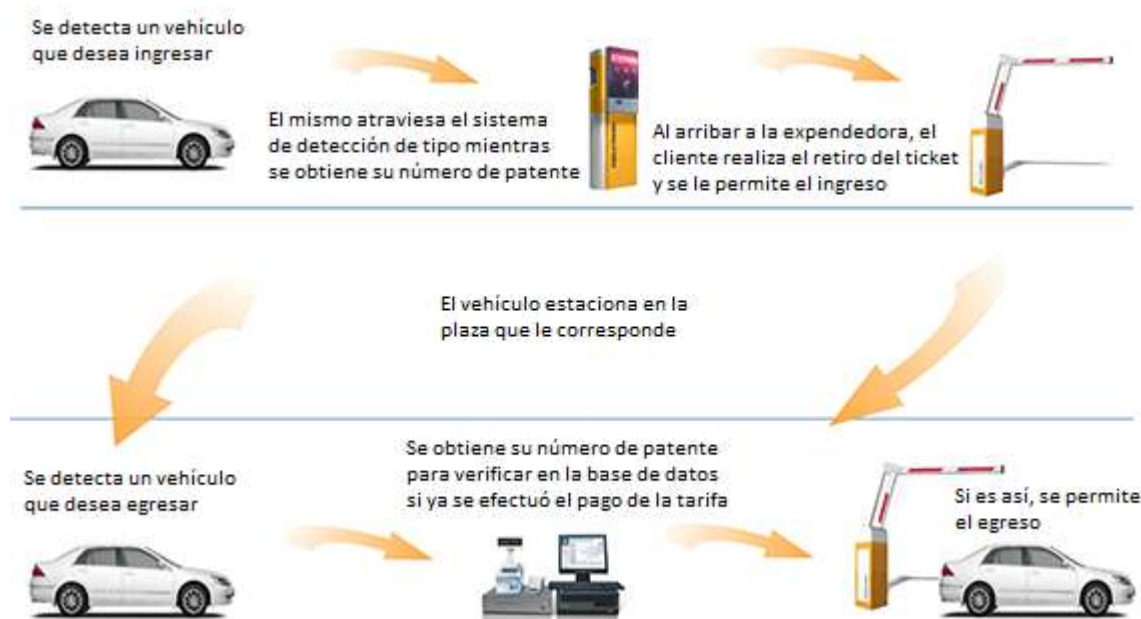 Se detecta un vehículo
que desea ingresar
El mismo atraviesa el sistema
de detección de tipo mientras
se obtiene su número de patente
Al arribar a la expendedora, el
cliente realiza el retiro del ticket
y se le permite el ingreso
El vehículo estaciona en la
plaza que le corresponde
Se detecta un vehículo
que desea egresar
Se obtiene su número de patente
para verificar en la base de datos
si ya se efectuó el pago de la tarifa
Si es así, se permite
el egreso